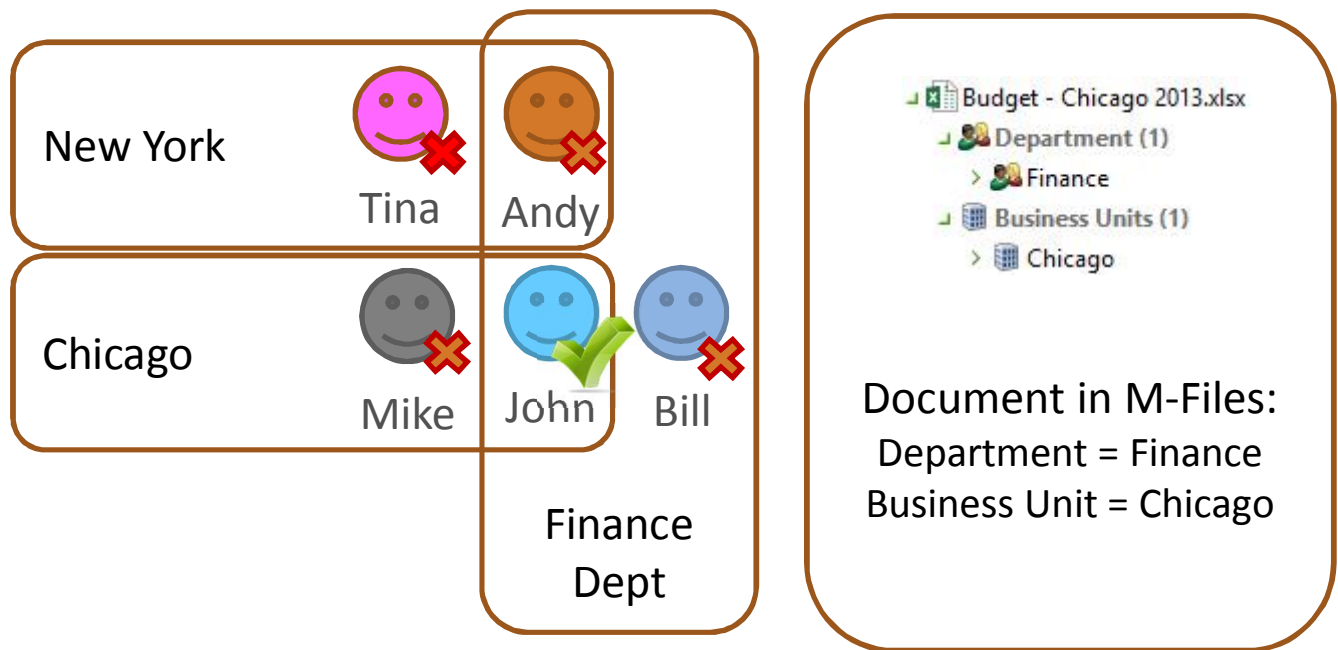 New York
Tina
Andy
Chicago
Mike
John
Bill
Finance
Dept
Budget - Chicago 2013.xlsx
Department (1)
Finance
Business Units (1)
Chicago
Document in M-Files:
Department = Finance
Business Unit = Chicago